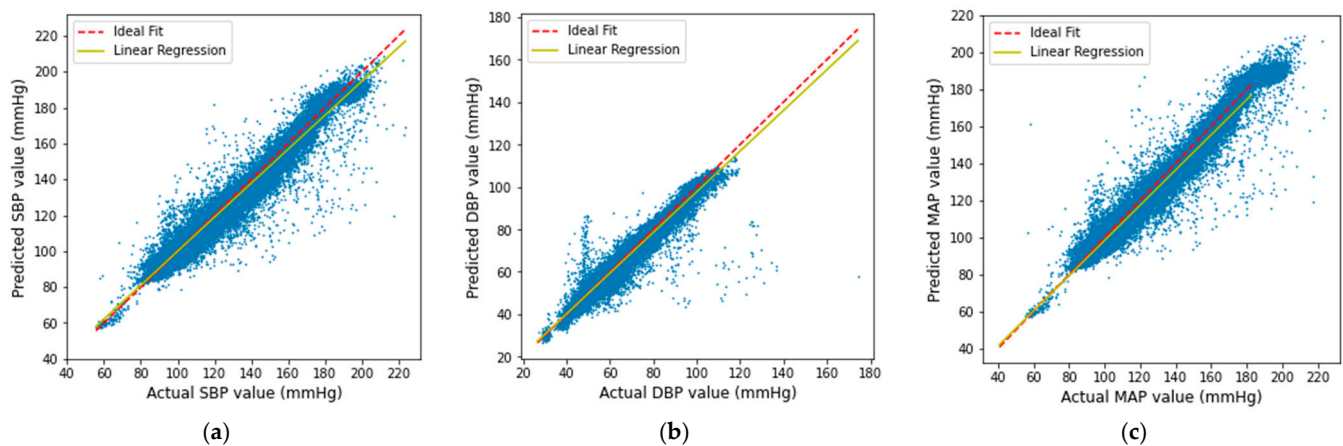 Ideal Fit
Linear Regression
220
200
180
160
140
120
100
80
60
40
Predicted SBP value (mmHg)
40 60 80 100 120 140 160 180 200 220
Actual SBP value (mmHg)
(a)
Ideal Fit
Linear Regression
180
160
140
120
100
80
60
40
20
Predicted DBP value (mmHg)
20 40 60 80 100 120 140 160 180
Actual DBP value (mmHg)
(b)
Ideal Fit
Linear Regression
220
200
180
160
140
120
100
80
60
40
Predicted MAP value (mmHg)
40 60 80 100 120 140 160 180 200 220
Actual MAP value (mmHg)
(c)